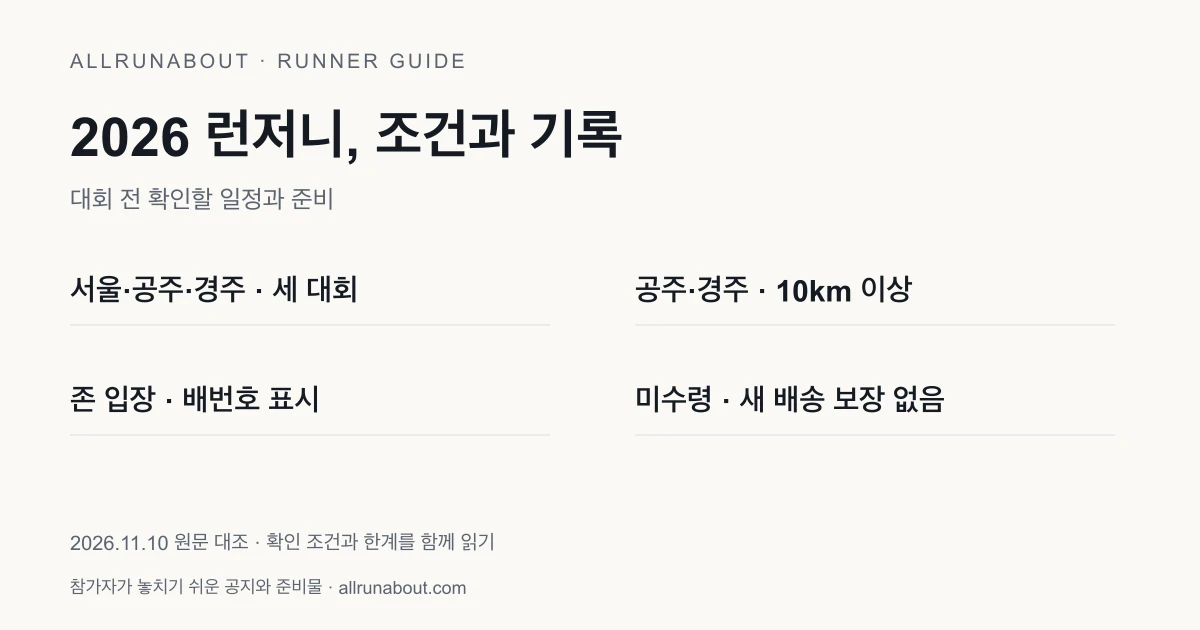 ALLRUNABOUT · RUNNER GUIDE
2026 런저니, 조건과 기록
대회 전 확인할 일정과 준비
서울·공주·경주 · 세 대회
공주·경주 · 10km 이상
존 입장 · 배번호 표시
미수령 · 새 배송 보장 없음
2026.11.10 원문 대조 · 확인 조건과 한계를 함께 읽기
참가자가 놓치기 쉬운 공지와 준비물 · allrunabout.com